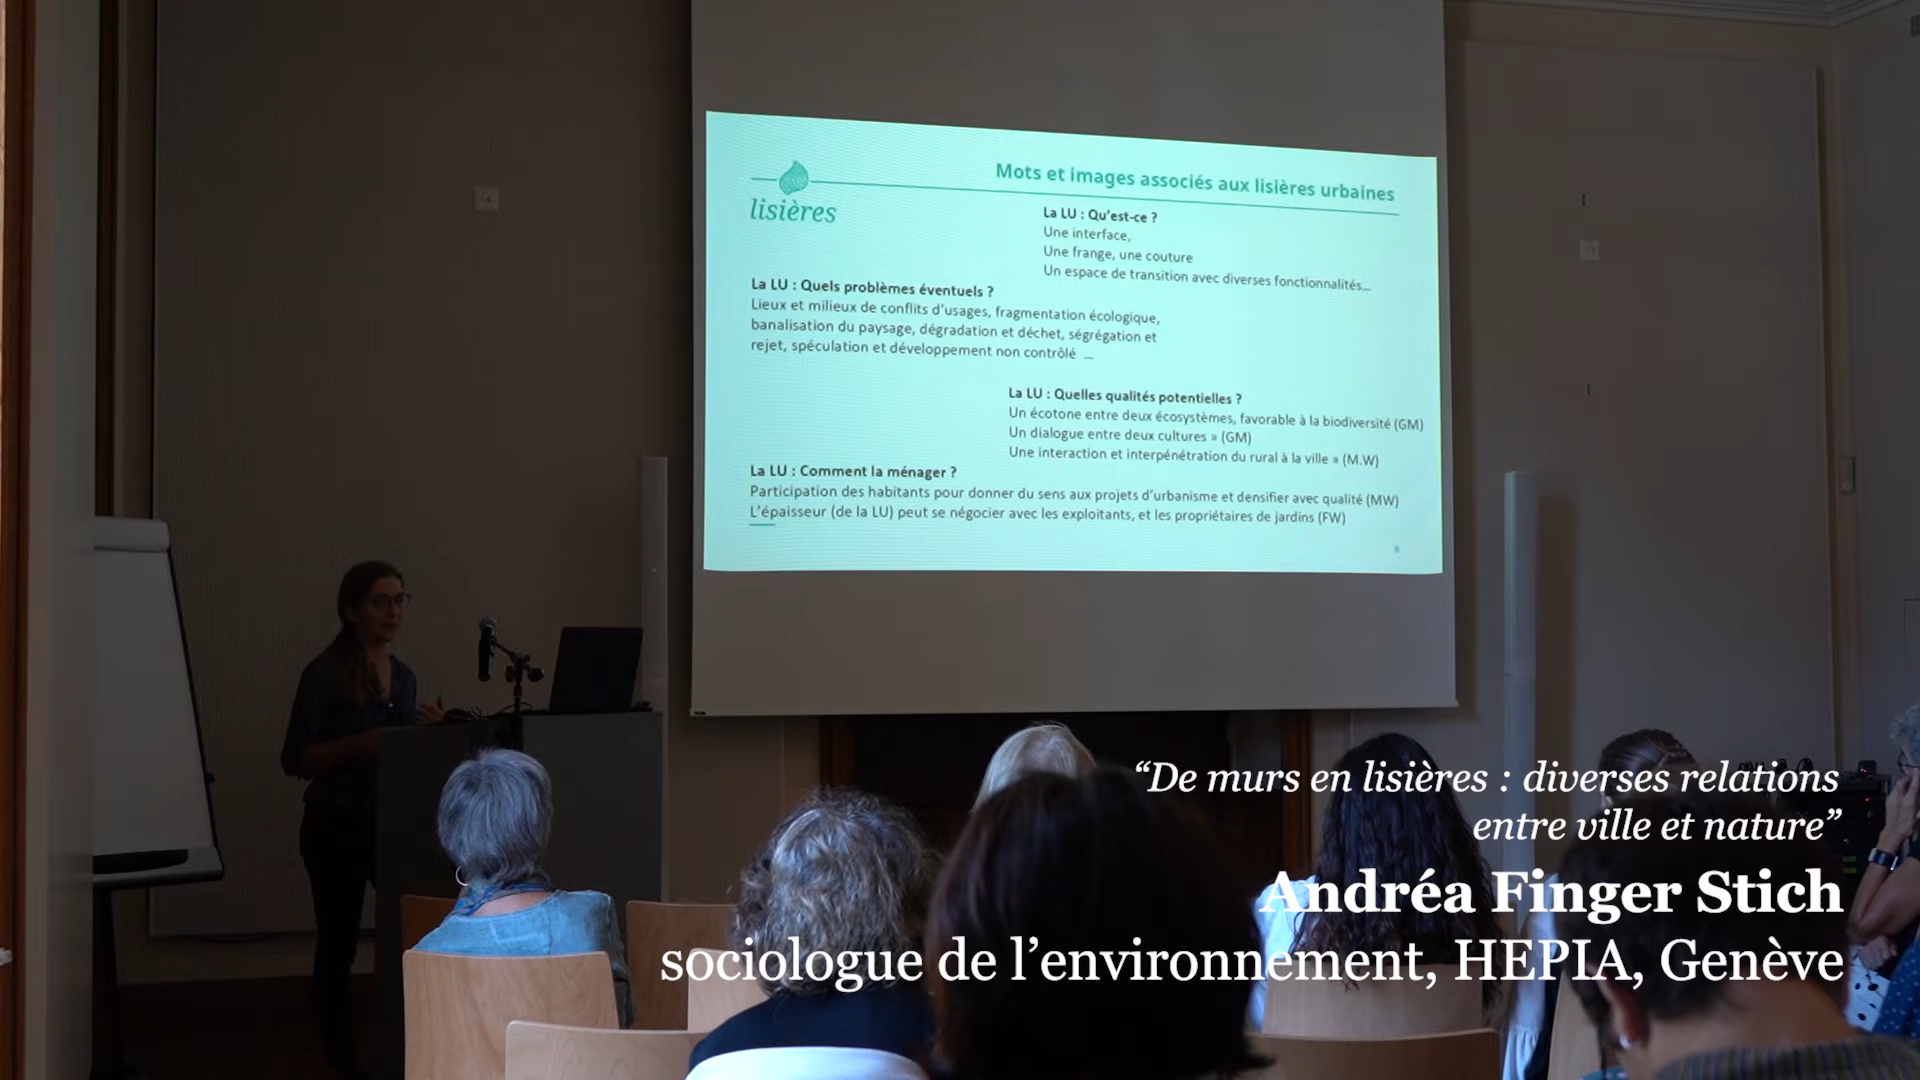 Mots et images associés aux lisières urbaines
lisières
La LU : Qu'est-ce ?
Une interface,
Une frange, une couture
Un espace de transition avec diverses fonctionnalités...
La LU : Quels problèmes éventuels ?
Lieux et milieux de conflits d'usages, fragmentation écologique,
banalisation du paysage, dégradation et déchet, ségrégation et
rejet, spéculation et développement non contrôlé ...
La LU : Quelles qualités potentielles ?
Un écotone entre deux écosystèmes, favorable à la biodiversité (GM)
Un dialogue entre deux cultures » (GM)
Une interaction et interpénétration du rural à la ville » (M.W)
La LU : Comment la ménager ?
Participation des habitants pour donner du sens aux projets d'urbanisme et densifier avec qualité (MW)
L'épaisseur (de la LU) peut se négocier avec les exploitants, et les propriétaires de jardins (FW)
“De murs en lisières : diverses relations
entre ville et nature”
Andréa Finger Stich
sociologue de l’environnement, HEPIA, Genève